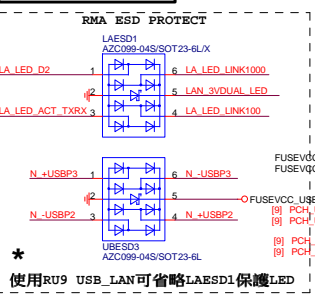 RMA ESD PROTECT
LAESD1
AZC099-04S/SOT23-6L/X
LA_LED_D2 1 6 LA_LED_LINK1000
2 5 LAN_3VDUAL_LED
LA_LED_ACT_TXRX 3 4 LA_LED_LINK100
FUSEVCC
FUSEVCC
N_+USBP3 1 6 N_-USBP3
2 5 FUSEVCC_USB
N_-USBP2 3 4 N_+USBP2
[9] PCH_
[9] PCH_
UBESD3
AZC099-04S/SOT23-6L
[9] PCH_
[9] PCH_
*
使用RU9 USB_LAN可省略LAESD1保護LED